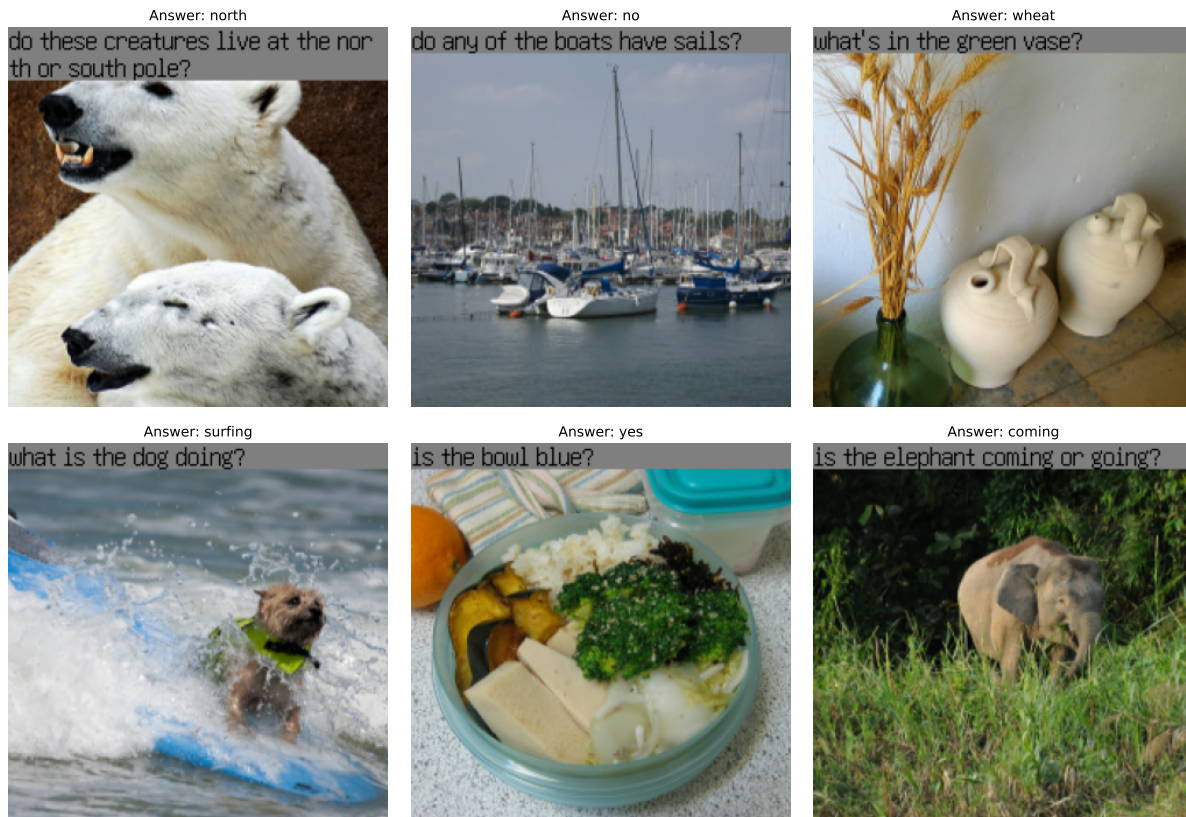 Answer: north
do these creatures live at the nor
th or south pole?
Answer: no
do any of the boats have sails?
Answer: wheat
what's in the green vase?
Answer: surfing
what is the dog doing?
Answer: yes
is the bowl blue?
Answer: coming
is the elephant coming or going?